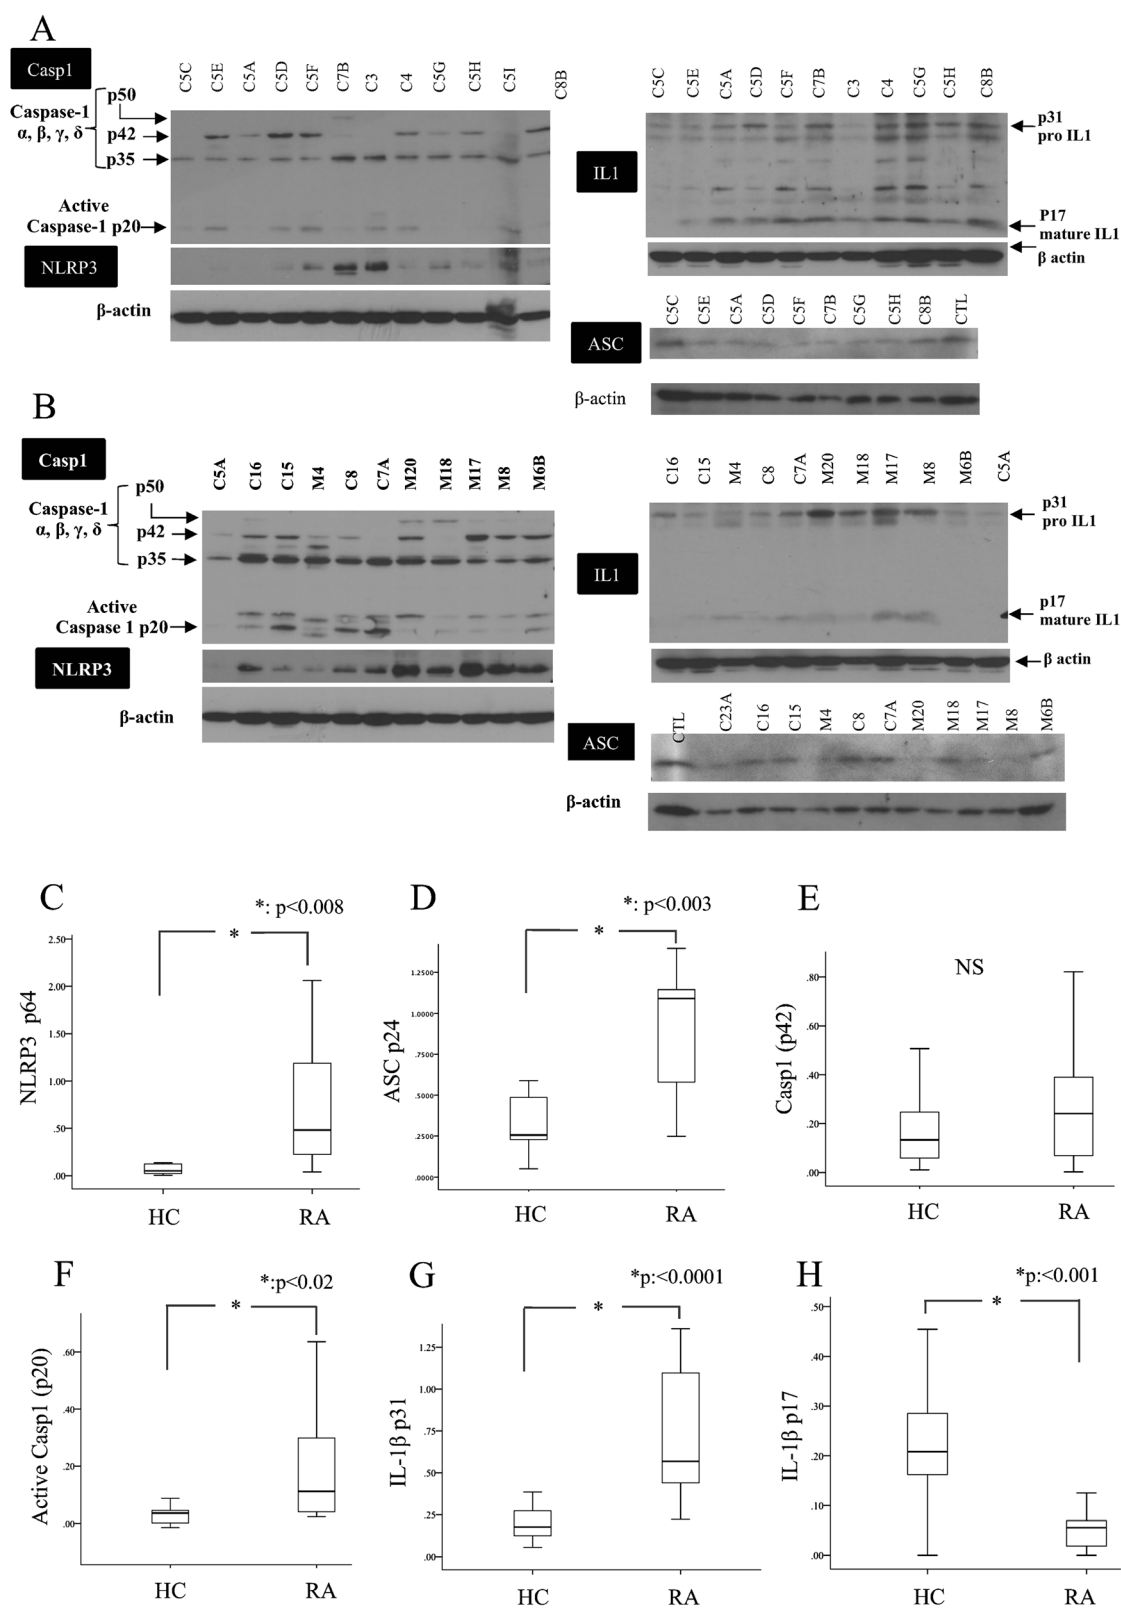 A
Casp1
C5C C5E C5A C5D C5F C7B C3 C4 C5G C5H C5I C8B
Caspase-1
α, β, γ, δ
p50
p42
p35
Active
Caspase-1 p20
NLRP3
β-actin
C5C C5E C5A C5D C5F C7B C3 C4 C5G C5H C8B
IL1
p31
pro IL1
P17
mature IL1
β actin
C5C C5E C5A C5D C5F C7B C5G C5H C8B CTL
ASC
β-actin
B
Casp1
C5A C16 C15 M4 C8 C7A M20 M18 M17 M8 M6B
Caspase-1
α, β, γ, δ
p50
p42
p35
Active
Caspase 1 p20
NLRP3
β-actin
C16 C15 M4 C8 C7A M20 M18 M17 M8 M6B C5A
IL1
p31
pro IL1
p17
mature IL1
β actin
CTL C23A C16 C15 M4 C8 C7A M20 M18 M17 M8 M6B
ASC
β-actin
C
*: p<0.008
*
NLRP3 p64
2.50
2.00
1.50
1.00
.50
.00
HC RA
D
*: p<0.003
*
ASC p24
1.2500
1.0000
.7500
.5000
.2500
.0000
HC RA
E
NS
Casp1 (p42)
.80
.60
.40
.20
.00
HC RA
F
*:p<0.02
*
Active Casp1 (p20)
.60
.40
.20
.00
HC RA
G
*p:<0.0001
*
IL-1β p31
1.25
1.00
.75
.50
.25
.00
HC RA
H
*p:<0.001
*
IL-1β p17
.50
.40
.30
.20
.10
.00
HC RA